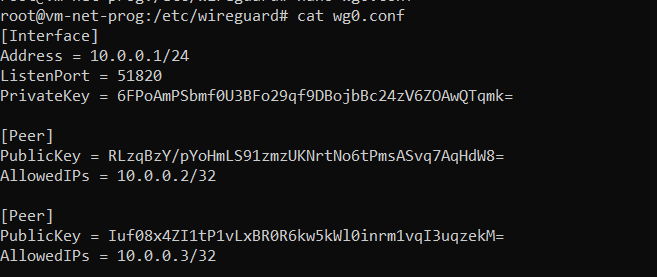 root@vm-net-prog:/etc/wireguard# cat wg0.conf
[Interface]
Address = 10.0.0.1/24
ListenPort = 51820
PrivateKey = 6FPoAmPSbmf0U3BFo29qf9DBojbBc24zV6ZOAwQTqmk=
[Peer]
PublicKey = RLzqBzY/pYoHmLS91zmzUKNrtNo6tPmsASvq7AqHdW8=
AllowedIPs = 10.0.0.2/32
[Peer]
PublicKey = Iuf08x4ZI1tP1vLxBR0R6kw5kWl0inrm1vqI3uqzekM=
AllowedIPs = 10.0.0.3/32